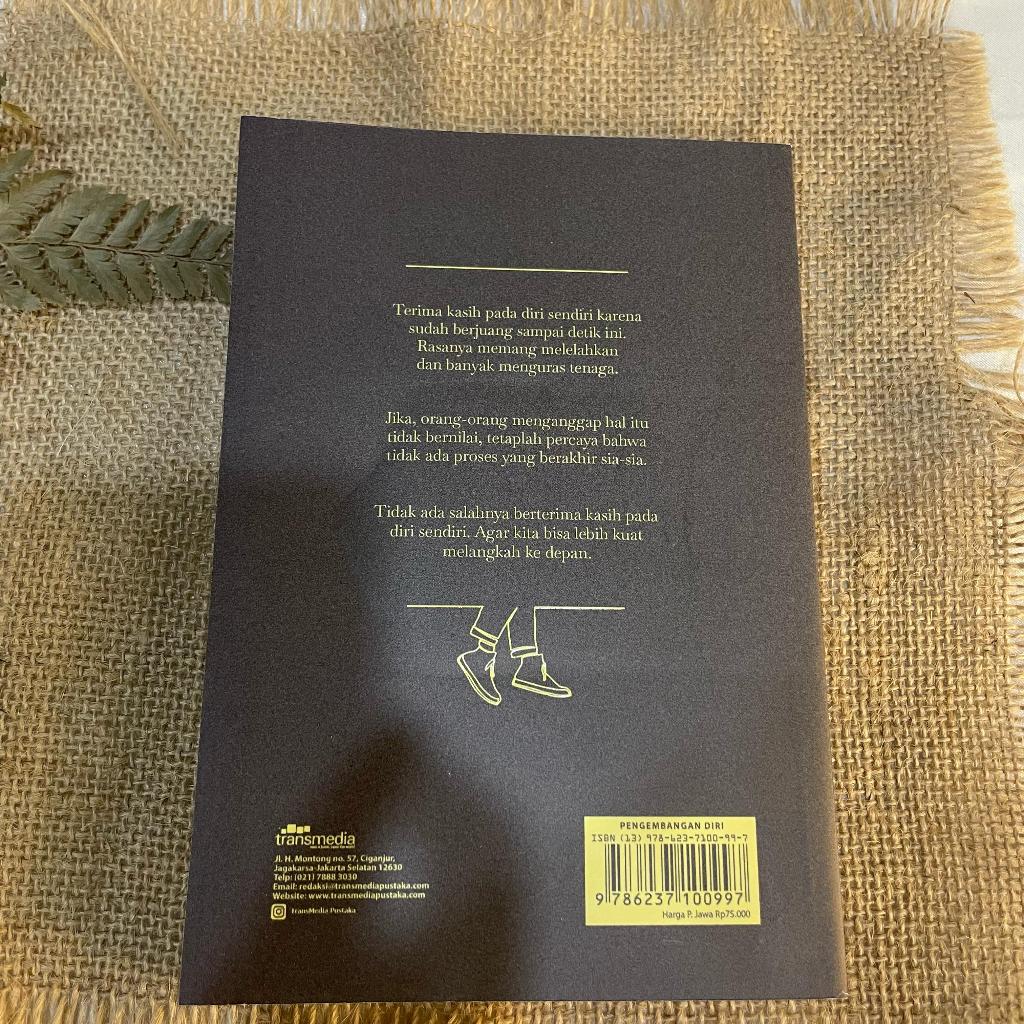 Terima kasih pada diri sendiri karena
sudah berjuang sampai detik ini.
Rasanya memang melelahkan
dan banyak menguras tenaga.
Jika, orang-orang menganggap hal itu
tidak bernilai, tetaplah percaya bahwa
tidak ada proses yang berakhir sia-sia.
Tidak ada salahnya berterima kasih pada
diri sendiri. Agar kita bisa lebih kuat
melangkah ke depan.
transmedia
Jl. H. Montong no. 57, Ciganjur,
Jagakarsa-Jakarta Selatan 12630
Telp: (021) 7888 3030
Email: redaksi@transmediapustaka.com
Website: www.transmediapustaka.com
TransMedia Pustaka
PENGEMBANGAN DIRI
ISBN (13) 978-623-7100-99-7
9 786237 100997
Harga P. Jawa Rp75.000